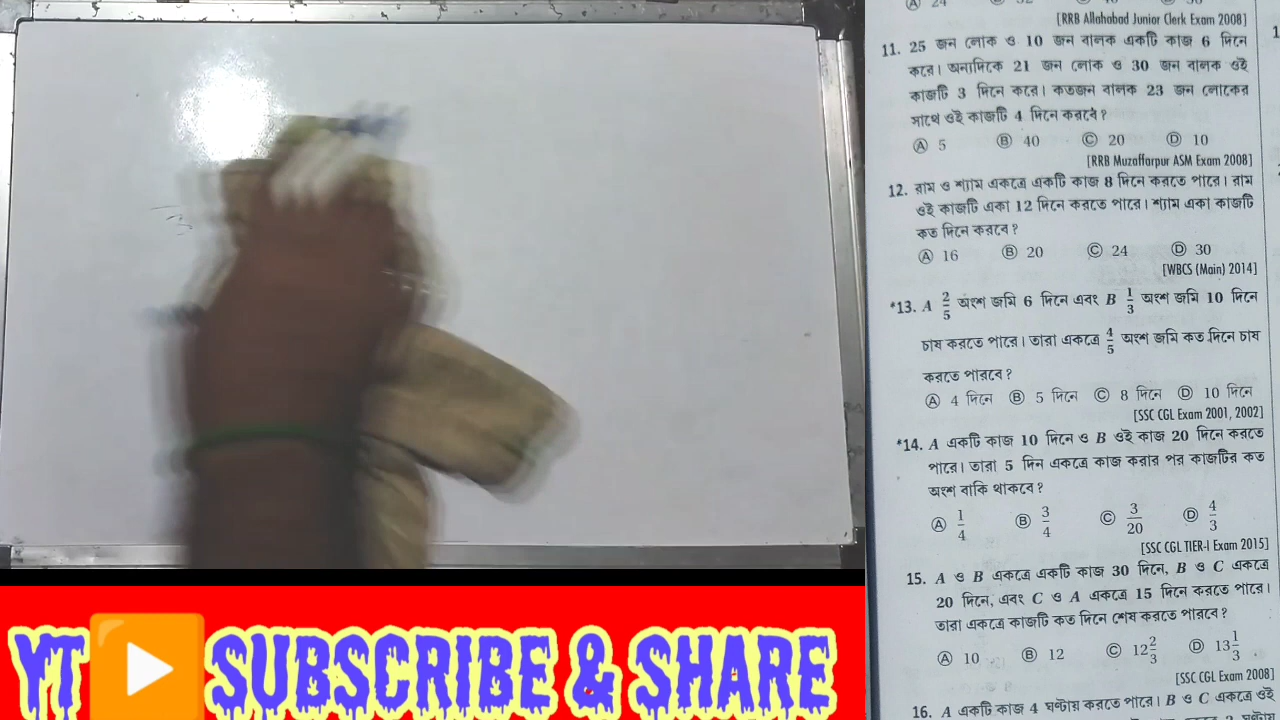 YT SUBSCRIBE & SHARE
[RRB Allahabad Junior Clerk Exam 2008]
11. 25 জন লোক ও 10 জন বালক একটি কাজ 6 দিনে
করে। অন্যদিকে 21 জন লোক ও 30 জন বালক ওই
কাজটি 3 দিনে করে। কতজন বালক 23 জন লোকের
সাথে ওই কাজটি 4 দিনে করবে?
Ⓐ 5 Ⓑ 40 Ⓒ 20 Ⓓ 10
[RRB Muzaffarpur ASM Exam 2008]
12. রাম ও শ্যাম একত্রে একটি কাজ 8 দিনে করতে পারে। রাম
ওই কাজটি একা 12 দিনে করতে পারে। শ্যাম একা কাজটি
কত দিনে করবে?
Ⓐ 16 Ⓑ 20 Ⓒ 24 Ⓓ 30
[WBCS (Main) 2014]
*13. A 2/5 অংশ জমি 6 দিনে এবং B 1/3 অংশ জমি 10 দিনে
চাষ করতে পারে। তারা একত্রে 4/5 অংশ জমি কত দিনে চাষ
করতে পারবে?
Ⓐ 4 দিনে Ⓑ 5 দিনে Ⓒ 8 দিনে Ⓓ 10 দিনে
[SSC CGL Exam 2001, 2002]
*14. A একটি কাজ 10 দিনে ও B ওই কাজ 20 দিনে করতে
পারে। তারা 5 দিন একত্রে কাজ করার পর কাজটির কত
অংশ বাকি থাকবে?
Ⓐ 1/4 Ⓑ 3/4 Ⓒ 3/20 Ⓓ 4/3
[SSC CGL TIER-I Exam 2015]
15. A ও B একত্রে একটি কাজ 30 দিনে, B ও C একত্রে
20 দিনে, এবং C ও A একত্রে 15 দিনে করতে পারে।
তারা একত্রে কাজটি কত দিনে শেষ করতে পারবে?
Ⓐ 10 Ⓑ 12 Ⓒ 12 2/3 Ⓓ 13 1/3
[SSC CGL Exam 2008]
16. A একটি কাজ 4 ঘণ্টায় করতে পারে। B ও C একত্রে ওই